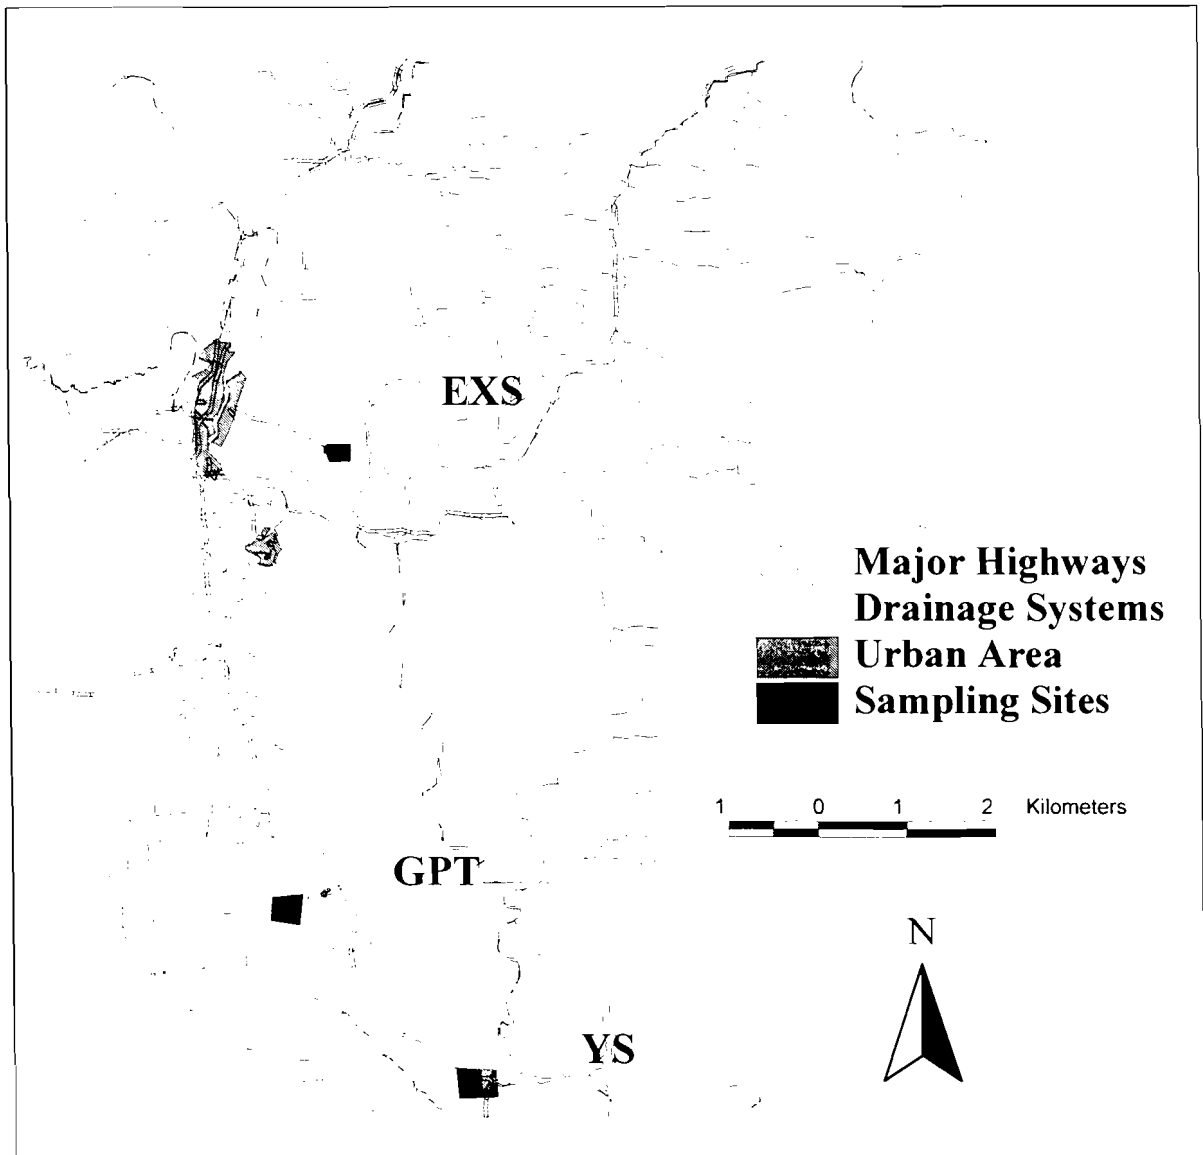 EXS
Major Highways
Drainage Systems
Urban Area
Sampling Sites
1 0 1 2 Kilometers
GPT
N
YS